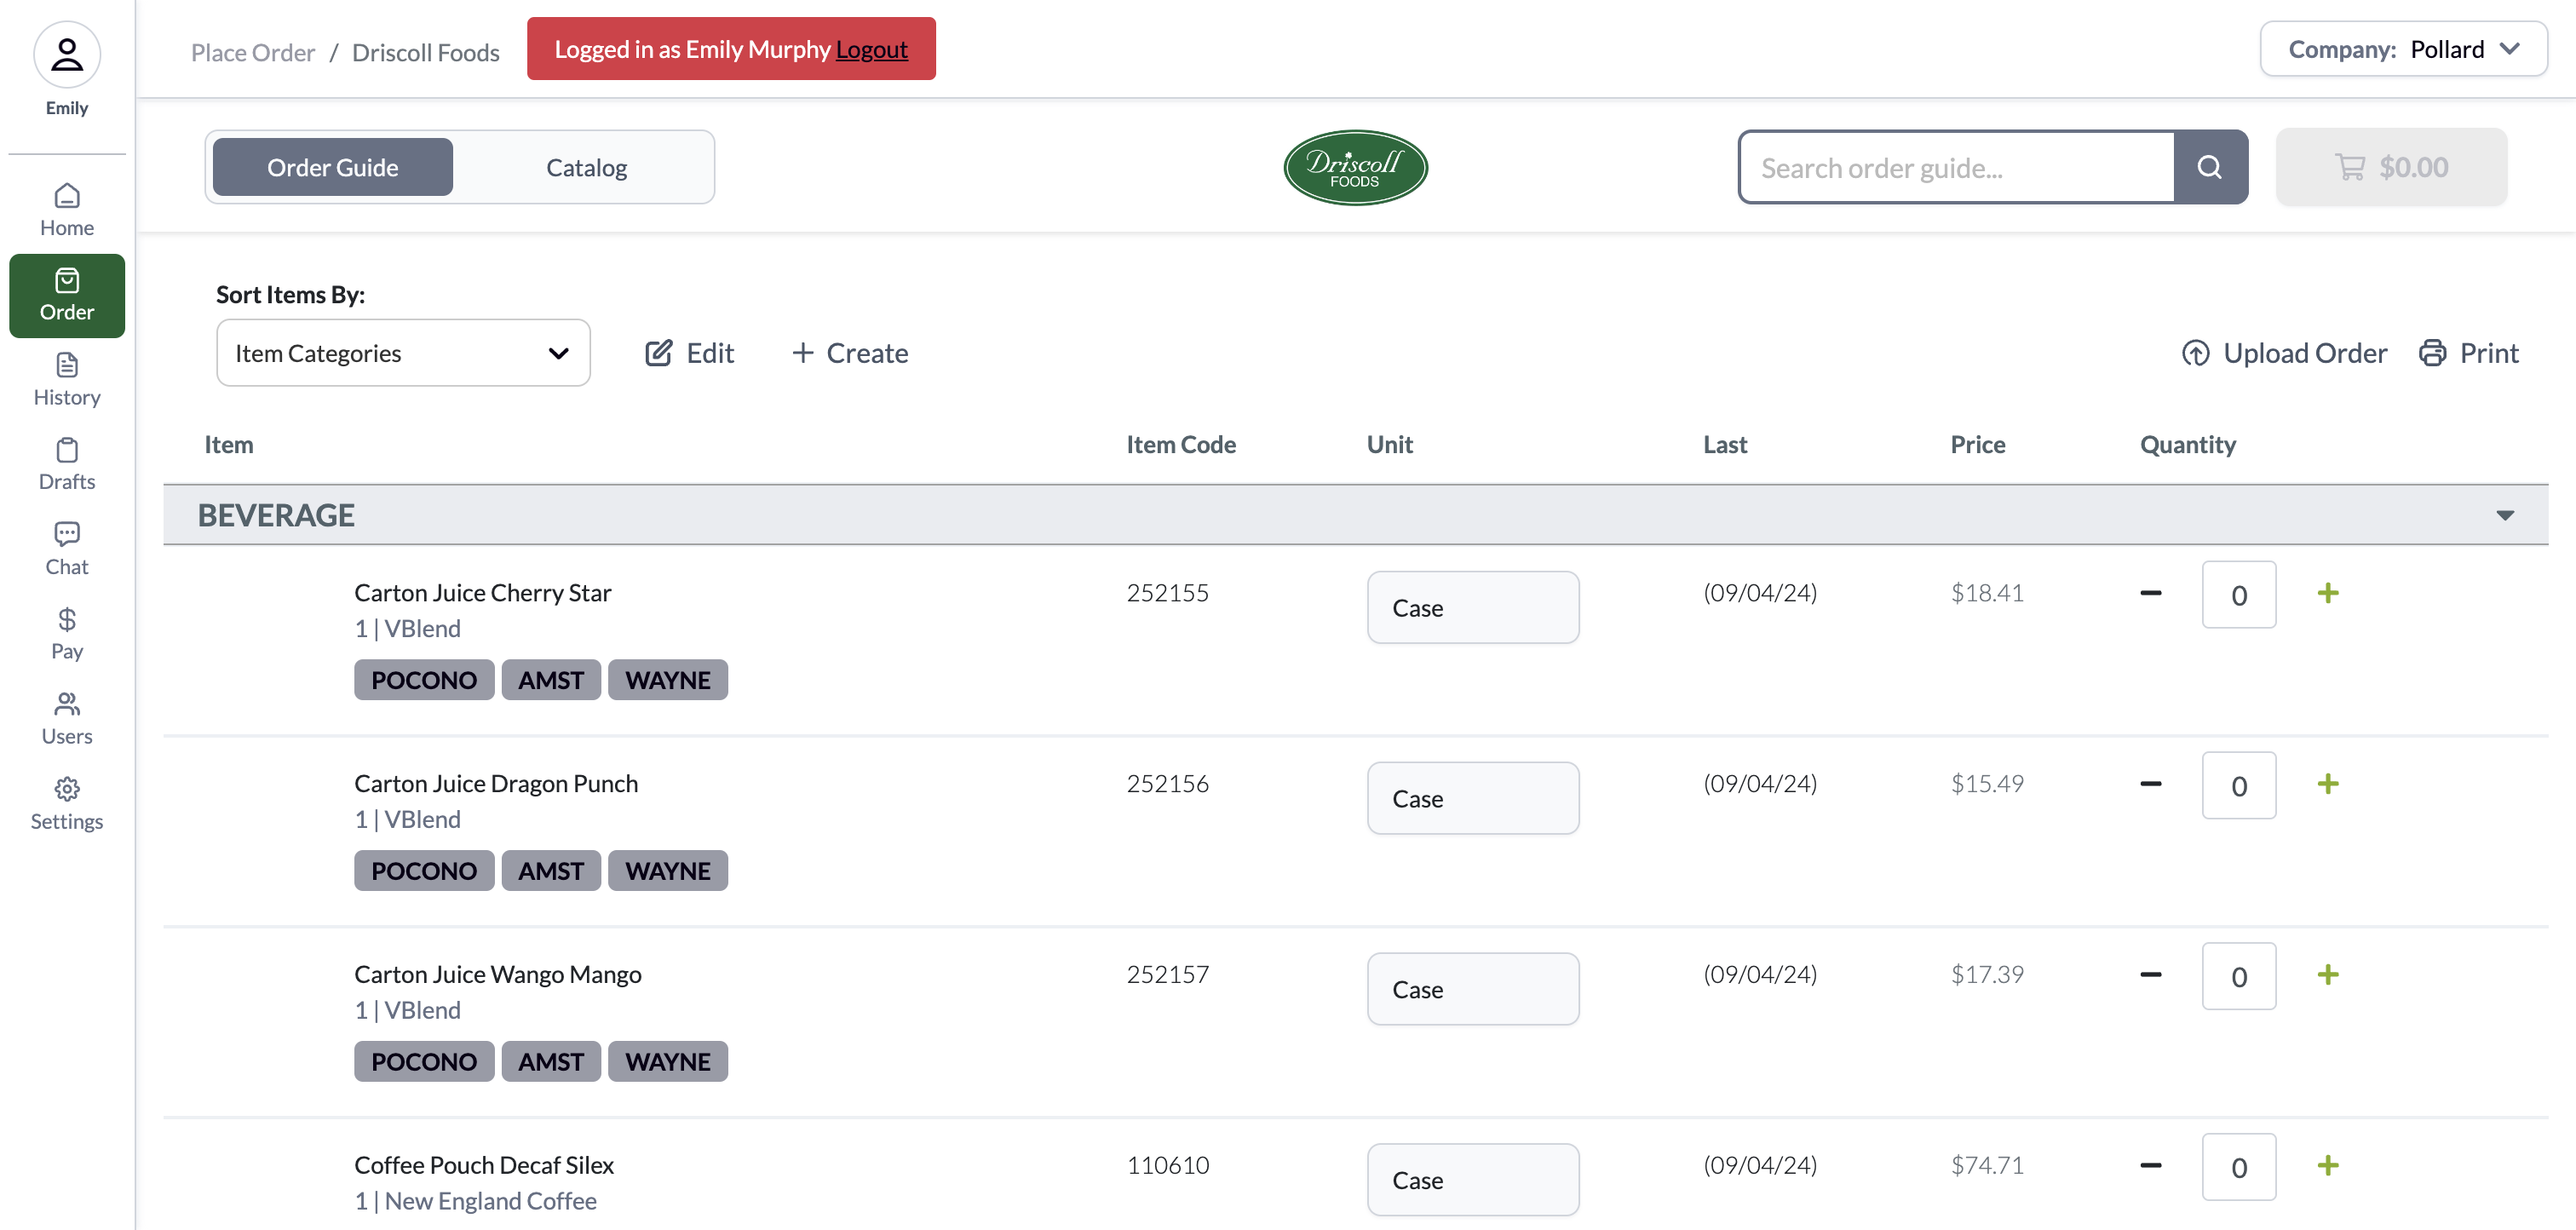 Emily
Home
Order
History
Drafts
Chat
Pay
Users
Settings
Place Order / Driscoll Foods
Logged in as Emily Murphy Logout
Company: Pollard
Order Guide
Catalog
Driscoll
FOODS
Search order guide...
$0.00
Sort Items By:
Item Categories
Edit
+ Create
Upload Order
Print
Item Item Code Unit Last Price Quantity
BEVERAGE
Carton Juice Cherry Star 252155 Case (09/04/24) $18.41 0
1 | VBlend
POCONO AMST WAYNE
Carton Juice Dragon Punch 252156 Case (09/04/24) $15.49 0
1 | VBlend
POCONO AMST WAYNE
Carton Juice Wango Mango 252157 Case (09/04/24) $17.39 0
1 | VBlend
POCONO AMST WAYNE
Coffee Pouch Decaf Silex 110610 Case (09/04/24) $74.71 0
1 | New England Coffee